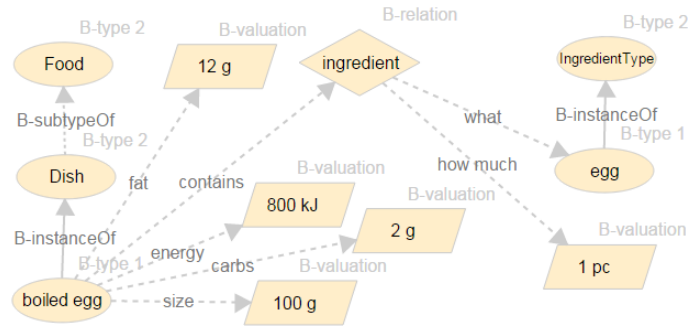 B-type 2
Food
B-valuation
12 g
B-relation
ingredient
B-type 2
IngredientType
B-subtypeOf
B-type 2
Dish
fat
contains
what
B-instanceOf
B-type 1
egg
how much
B-valuation
800 kJ
B-valuation
2 g
B-instanceOf
B-type 1
energy
carbs
B-valuation
1 pc
boiled egg
size
B-valuation
100 g